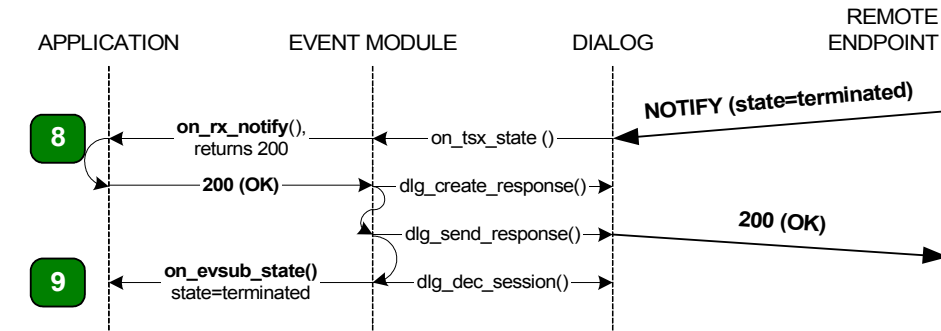 REMOTE
APPLICATION EVENT MODULE DIALOG ENDPOINT
NOTIFY (state=terminated)
8 on_rx_notify(), on_tsx_state ()
returns 200
200 (OK) dlg_create_response()
dlg_send_response() 200 (OK)
9 on_evsub_state() dlg_dec_session()
state=terminated